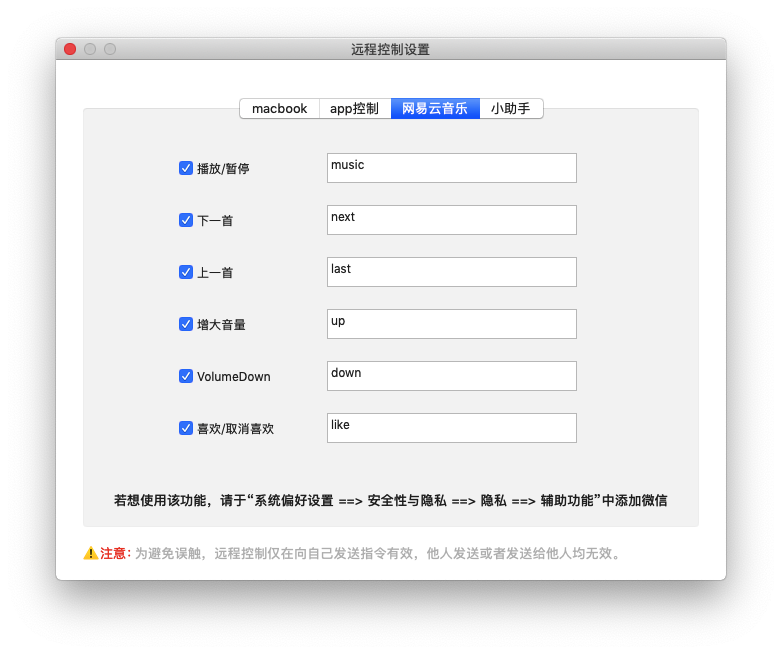 远程控制设置
macbook app控制 网易云音乐 小助手
播放/暂停 music
下一首 next
上一首 last
增大音量 up
VolumeDown down
喜欢/取消喜欢 like
若想使用该功能，请于“系统偏好设置 ==> 安全性与隐私 ==> 隐私 ==> 辅助功能”中添加微信
⚠️注意: 为避免误触，远程控制仅在向自己发送指令有效，他人发送或者发送给他人均无效。